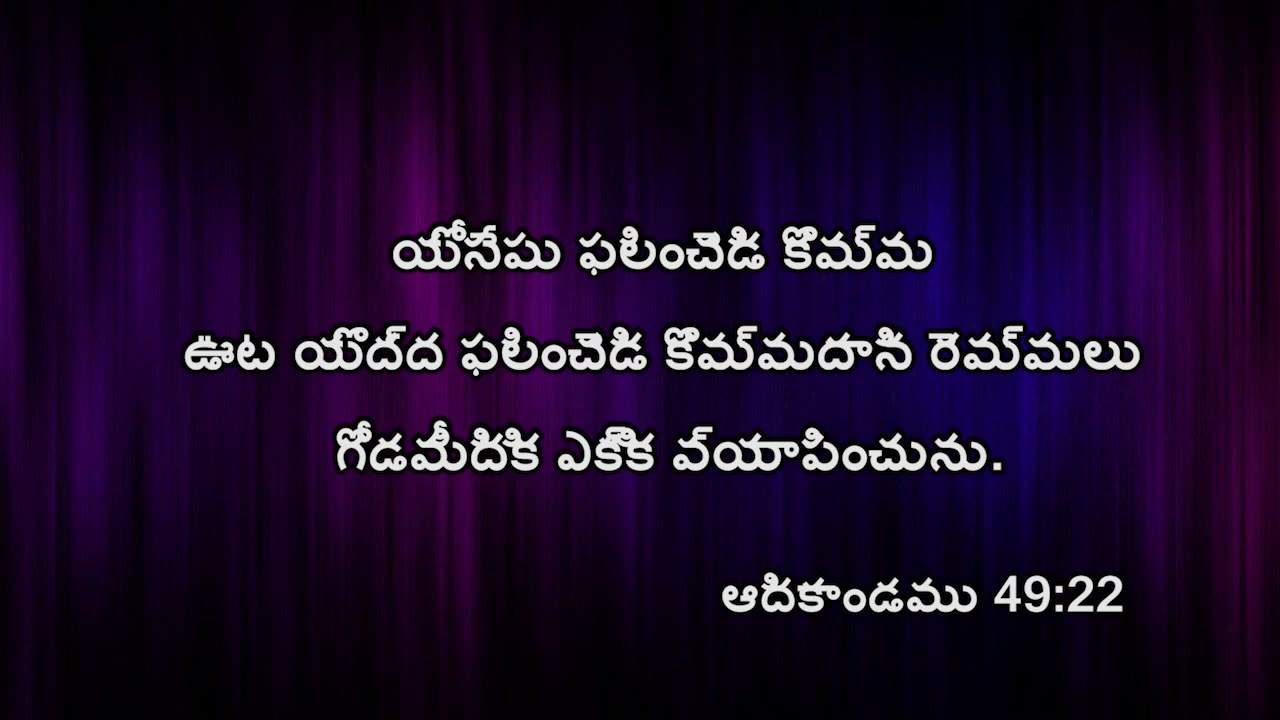 యోసేపు ఫలించెడి కొమ్మ
ఊట యొద్ద ఫలించెడి కొమ్మదాని రెమ్మలు
గోడమీదికి ఎక్కి వ్యాపించును.
ఆదికాండము 49:22